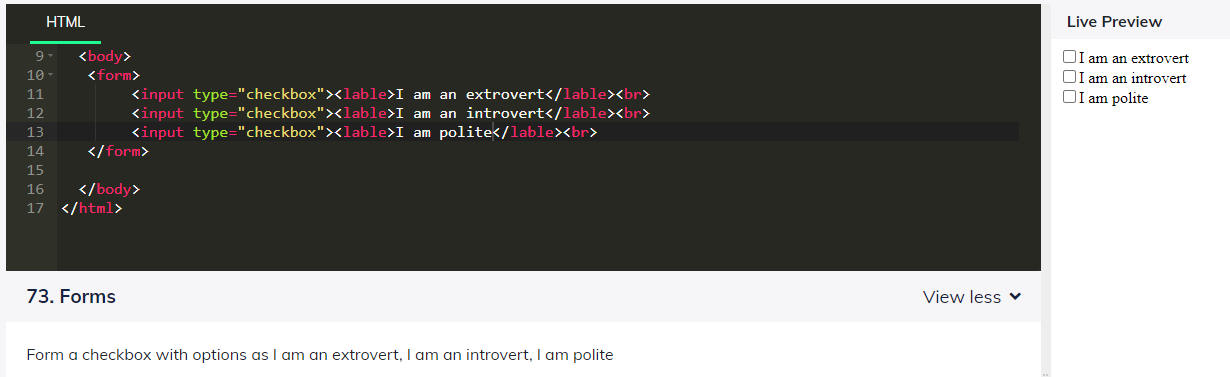 HTML
Live Preview
9 <body>
10 <form>
11 <input type="checkbox"><lable>I am an extrovert</lable><br>
12 <input type="checkbox"><lable>I am an introvert</lable><br>
13 <input type="checkbox"><lable>I am polite</lable><br>
14 </form>
15
16 </body>
17 </html>
I am an extrovert
I am an introvert
I am polite
73. Forms
View less
Form a checkbox with options as I am an extrovert, I am an introvert, I am polite